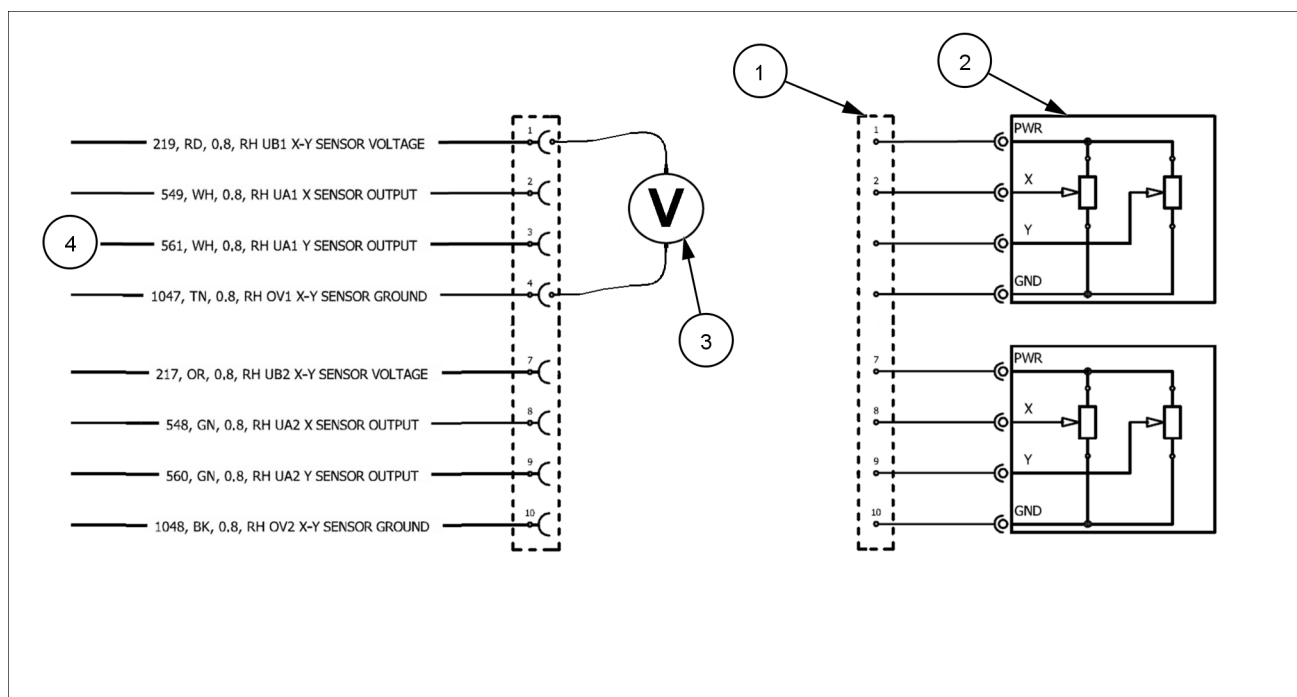 1
2
PWR
1
1
219, RD, 0.8, RH UB1 X-Y SENSOR VOLTAGE
2
X
2
549, WH, 0.8, RH UA1 X SENSOR OUTPUT
V
3
Y
4
561, WH, 0.8, RH UA1 Y SENSOR OUTPUT
4
GND
1047, TN, 0.8, RH OV1 X-Y SENSOR GROUND
3
7
PWR
7
217, OR, 0.8, RH UB2 X-Y SENSOR VOLTAGE
8
X
8
548, GN, 0.8, RH UA2 X SENSOR OUTPUT
9
Y
9
560, GN, 0.8, RH UA2 Y SENSOR OUTPUT
10
GND
10
1048, BK, 0.8, RH OV2 X-Y SENSOR GROUND